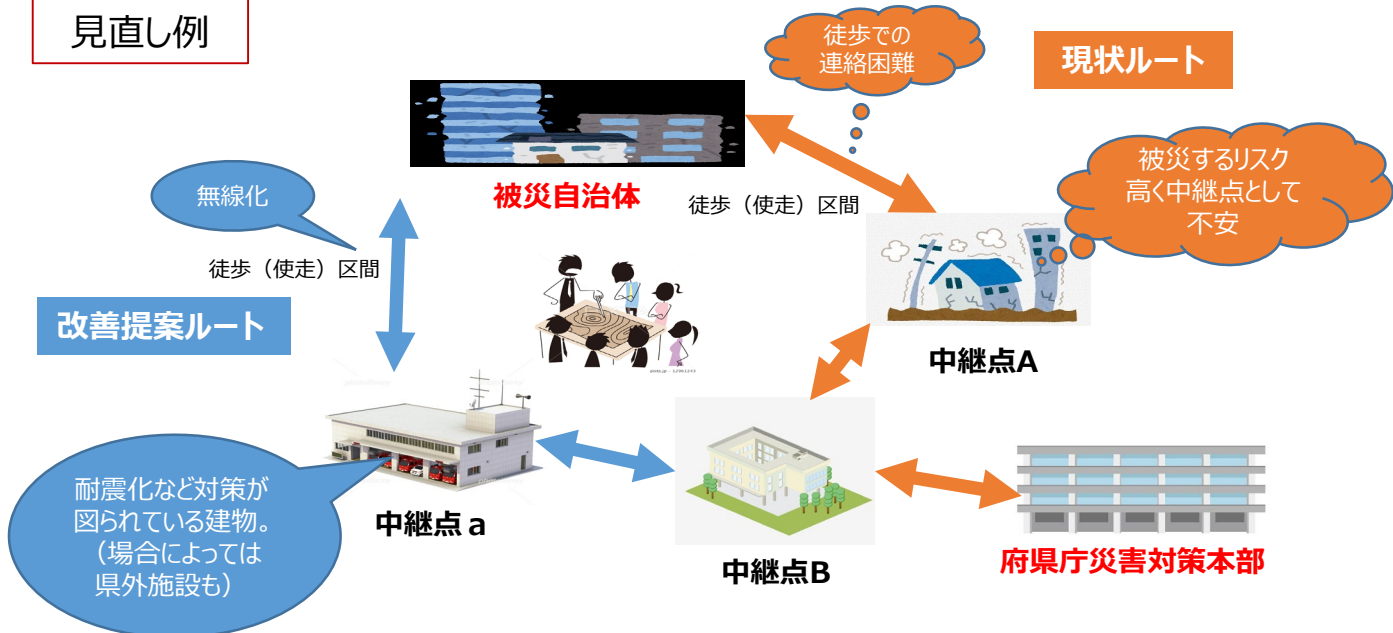 見直し例
徒歩での
連絡困難
現状ルート
被災するリスク
高く中継点として
不安
無線化
被災自治体
徒歩（使走）区間
徒歩（使走）区間
改善提案ルート
中継点A
耐震化など対策が
図られている建物。
（場合によっては
県外施設も）
中継点ａ
中継点B
府県庁災害対策本部